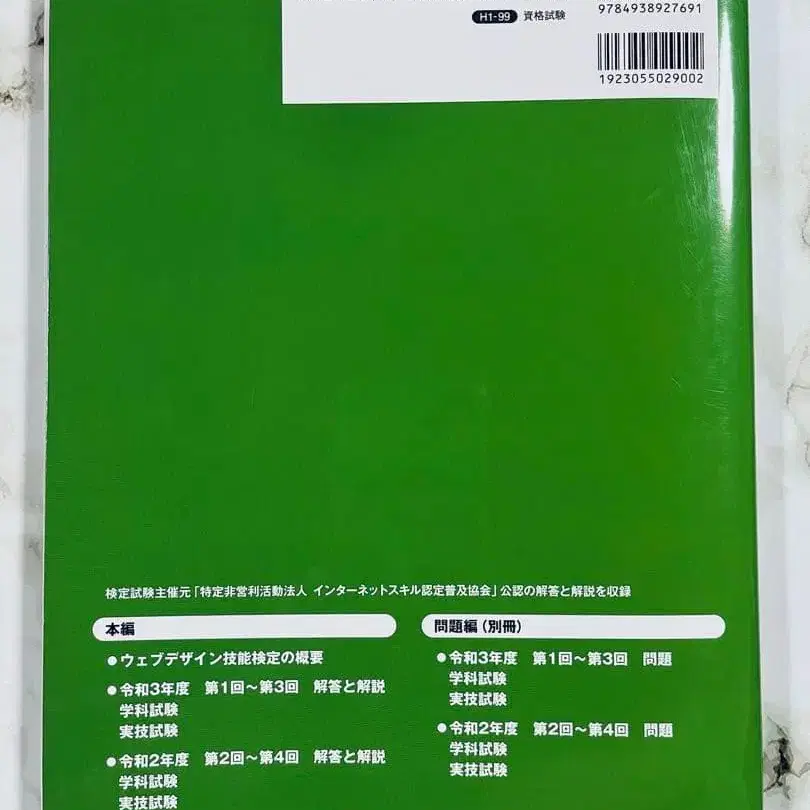 9784938927691
H1-99 資格試験
1923055029002
検定試験主催元「特定非営利活動法人 インターネットスキル認定普及協会」公認の解答と解説を収録
本編
●ウェブデザイン技能検定の概要
●令和3年度 第1回～第3回 解答と解説
学科試験
実技試験
●令和2年度 第2回～第4回 解答と解説
学科試験
実技試験
問題編(別冊)
●令和3年度 第1回～第3回 問題
学科試験
実技試験
●令和2年度 第2回～第4回 問題
学科試験
実技試験